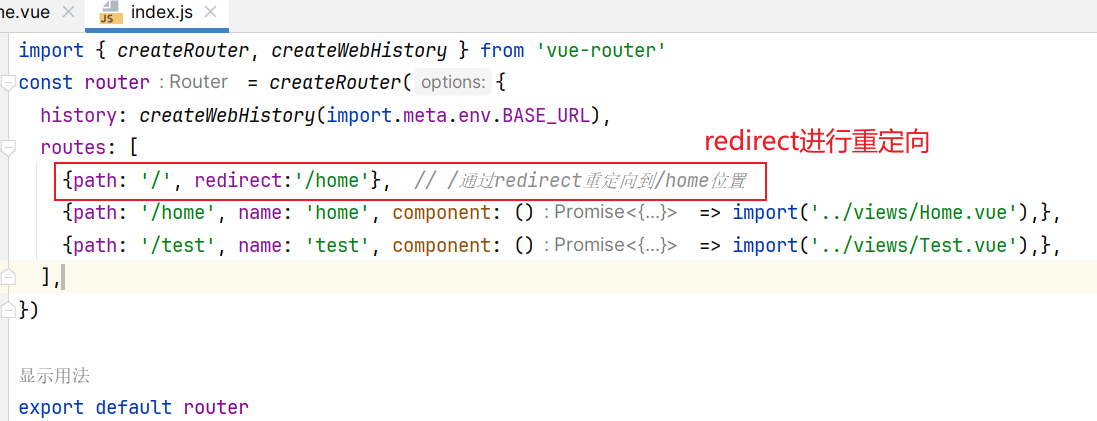 me.vue × JS index.js ×
import { createRouter, createWebHistory } from 'vue-router'
const router : Router = createRouter( options: {
history: createWebHistory(import.meta.env.BASE_URL),
redirect进行重定向
routes: [
{path: '/', redirect:'/home'}, // /通过redirect重定向到/home位置
{path: '/home', name: 'home', component: () : Promise<{...}> => import('../views/Home.vue'),},
{path: '/test', name: 'test', component: () : Promise<{...}> => import('../views/Test.vue'),},
],
})
显示用法
export default router